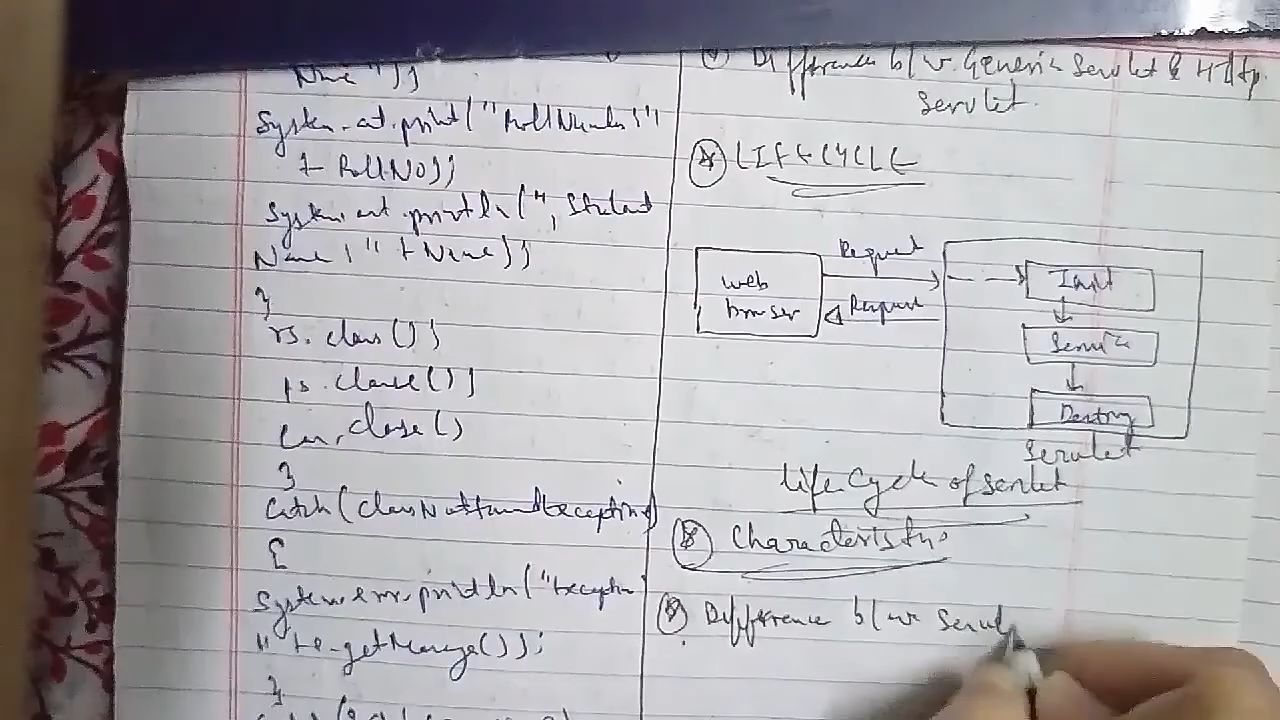 Name");
System.out.print("RollNumber:"
+ RollNo);
System.out.println(", Student
Name:" + Name);
}
rs.close();
ps.close();
con.close()
}
catch(classNotFoundException
{
System.err.println("Exception
" + e.getMessage());
}
Difference b/w. Generic Servlet & Http.
Servlet.
LIFE CYCLE
web
browser
Request
Request
Init
Service
Destroy
Servlet
life Cycle of servlet
Characteristics
Difference b/w Servl